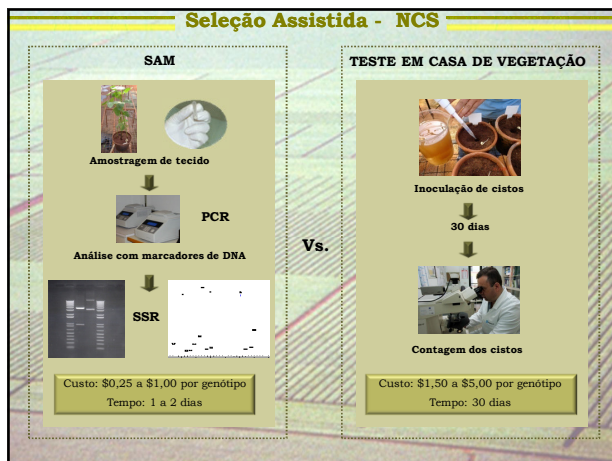 Seleção Assistida - NCS
SAM
Amostragem de tecido
PCR
Análise com marcadores de DNA
SSR
Custo: $0,25 a $1,00 por genótipo
Tempo: 1 a 2 dias
Vs.
TESTE EM CASA DE VEGETAÇÃO
Inoculação de cistos
30 dias
Contagem dos cistos
Custo: $1,50 a $5,00 por genótipo
Tempo: 30 dias